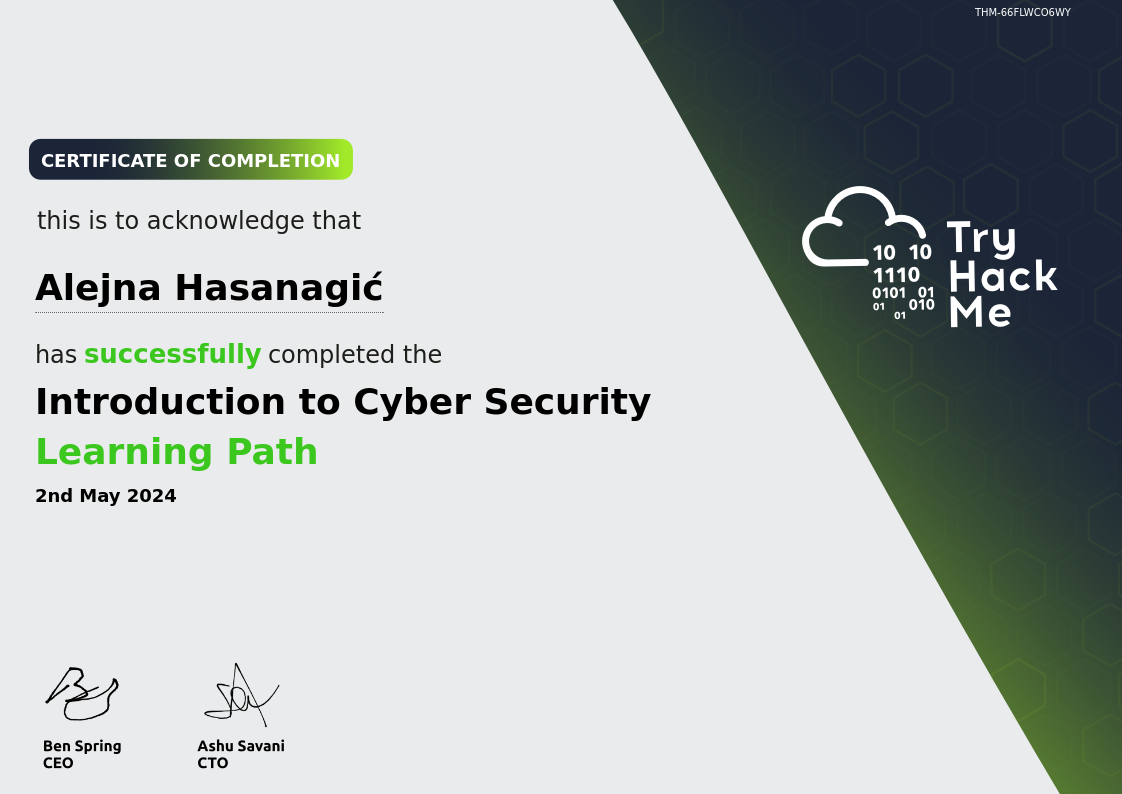 THM-66FLWCO6WY
CERTIFICATE OF COMPLETION
this is to acknowledge that
Alejna Hasanagić
has successfully completed the
Introduction to Cyber Security
Learning Path
2nd May 2024
10 10
1110
0101 01
01 010
01
Try
Hack
Me
Ben Spring
CEO
Ashu Savani
CTO